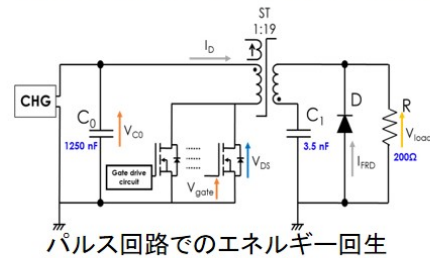 ST
1:19
I_D
CHG
C_0
1250 nF
V_C0
Gate drive
circuit
V_gate
V_DS
C_1
3.5 nF
D
I_FRD
R
200Ω
V_load
パルス回路でのエネルギー回生